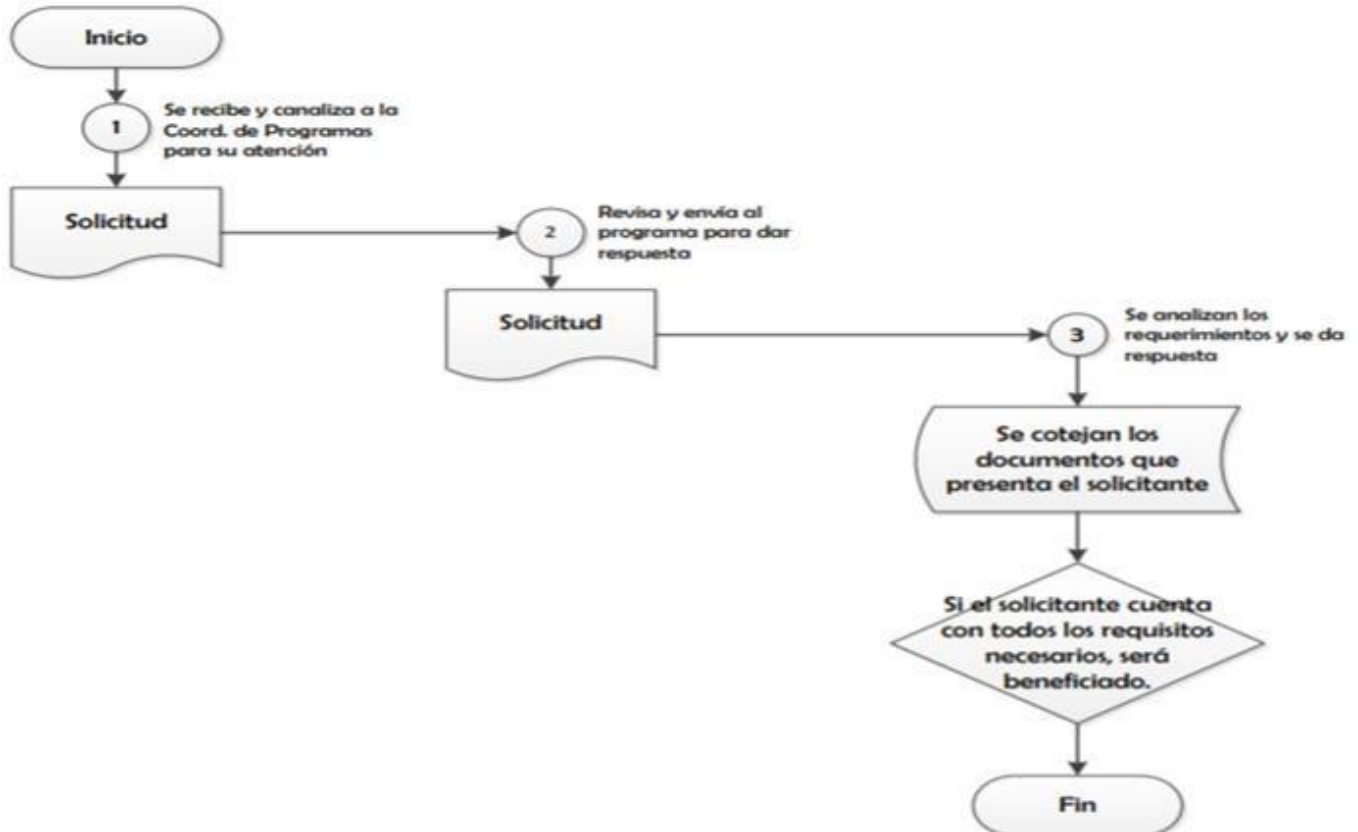 Inicio
1
Se recibe y canaliza a la
Coord. de Programas
para su atención
Solicitud
2
Revisa y envía al
programa para dar
respuesta
Solicitud
3
Se analizan los
requerimientos y se da
respuesta
Se cotejan los
documentos que
presenta el solicitante
Si el solicitante cuenta
con todos los requisitos
necesarios, será
beneficiado.
Fin